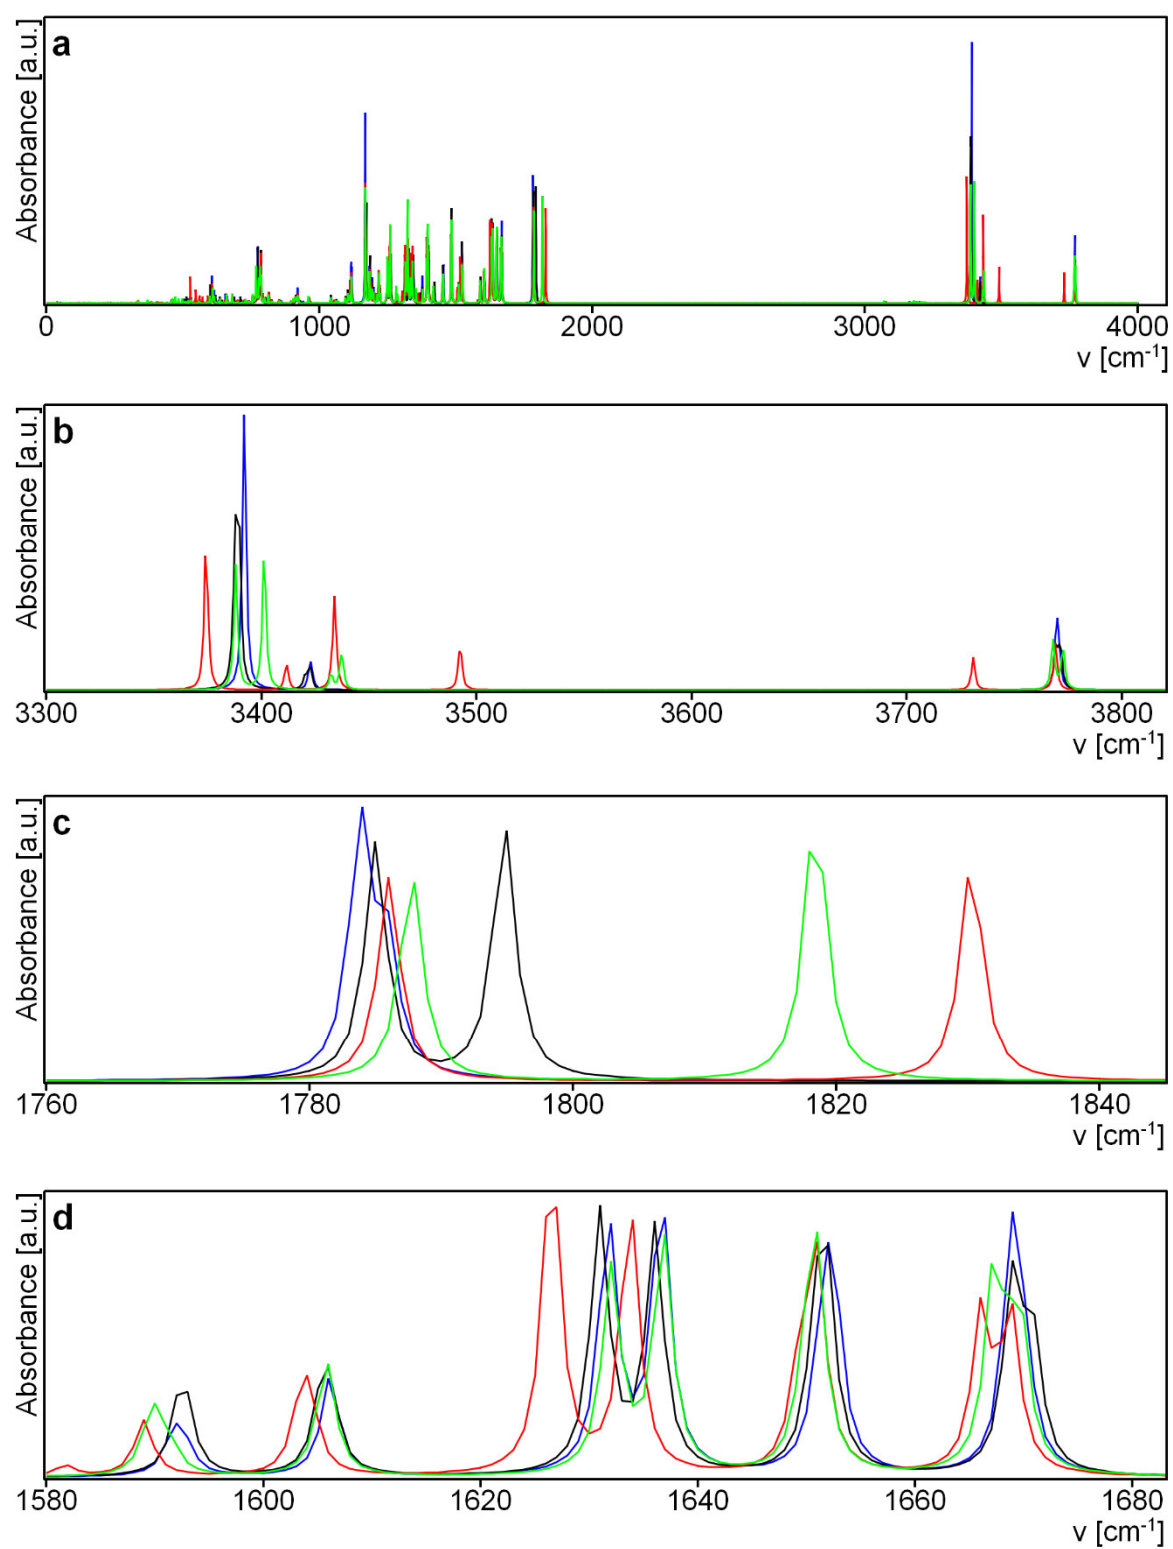 a
Absorbance [a.u.]
0 1000 2000 3000 4000
ν [cm⁻¹]
b
Absorbance [a.u.]
3300 3400 3500 3600 3700 3800
ν [cm⁻¹]
c
Absorbance [a.u.]
1760 1780 1800 1820 1840
ν [cm⁻¹]
d
Absorbance [a.u.]
1580 1600 1620 1640 1660 1680
ν [cm⁻¹]